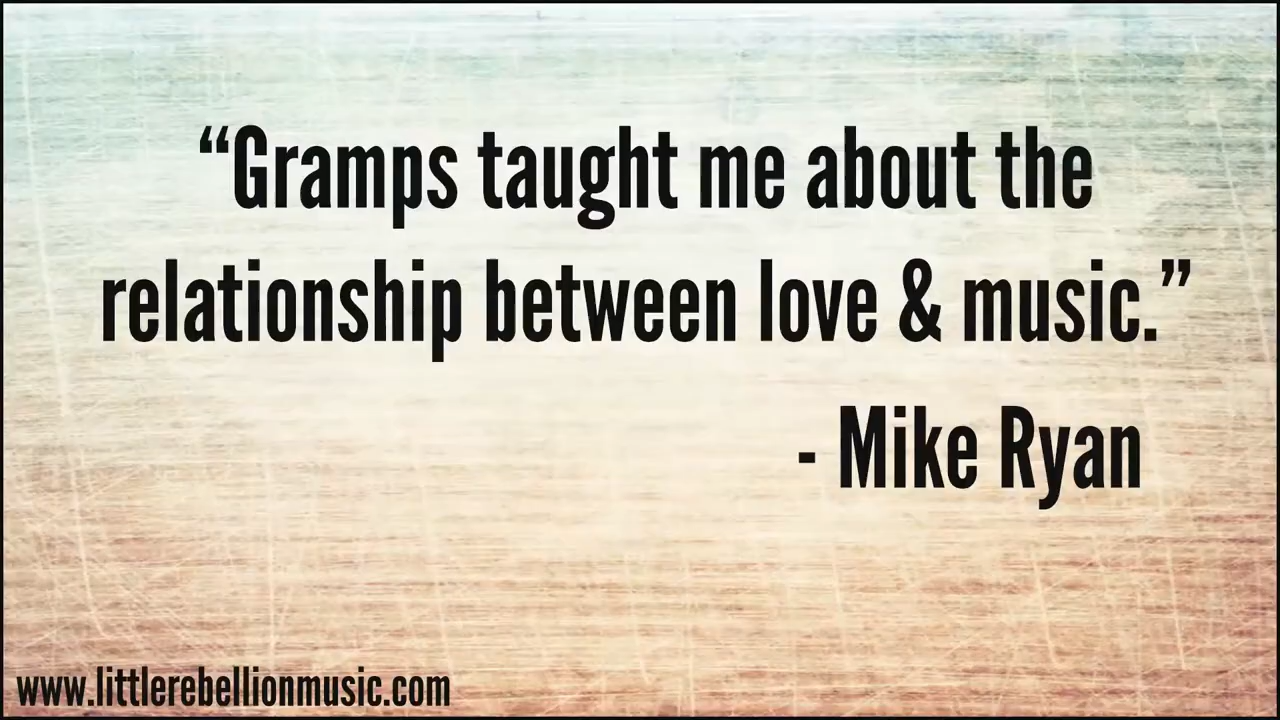 “Gramps taught me about the
relationship between love & music.”
- Mike Ryan
www.littlerebellionmusic.com